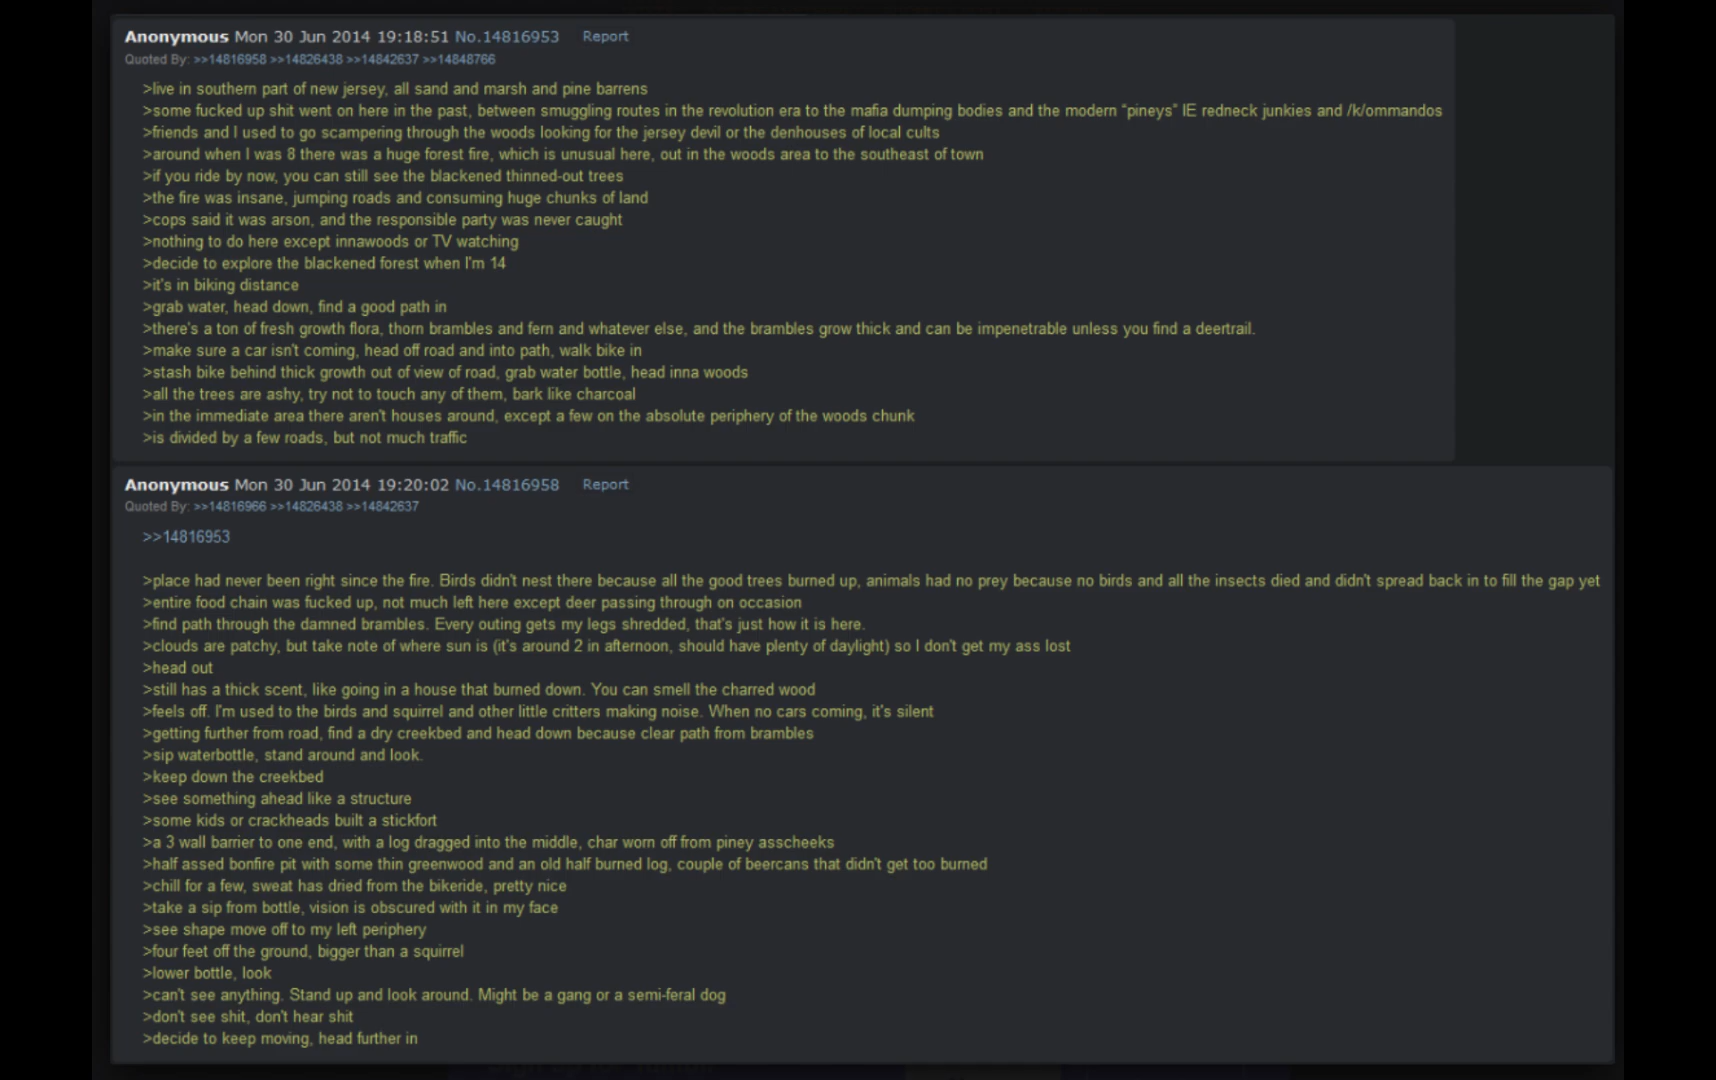 Anonymous Mon 30 Jun 2014 19:18:51 No.14816953 Report
Quoted By: >>14816958 >>14826438 >>14842637 >>14848766
>live in southern part of new jersey, all sand and marsh and pine barrens
>some fucked up shit went on here in the past, between smuggling routes in the revolution era to the mafia dumping bodies and the modern “pineys” IE redneck junkies and /k/ommandos
>friends and I used to go scampering through the woods looking for the jersey devil or the denhouses of local cults
>around when I was 8 there was a huge forest fire, which is unusual here, out in the woods area to the southeast of town
>if you ride by now, you can still see the blackened thinned-out trees
>the fire was insane, jumping roads and consuming huge chunks of land
>cops said it was arson, and the responsible party was never caught
>nothing to do here except innawoods or TV watching
>decide to explore the blackened forest when I'm 14
>it's in biking distance
>grab water, head down, find a good path in
>there's a ton of fresh growth flora, thorn brambles and fern and whatever else, and the brambles grow thick and can be impenetrable unless you find a deertrail.
>make sure a car isn't coming, head off road and into path, walk bike in
>stash bike behind thick growth out of view of road, grab water bottle, head inna woods
>all the trees are ashy, try not to touch any of them, bark like charcoal
>in the immediate area there aren't houses around, except a few on the absolute periphery of the woods chunk
>is divided by a few roads, but not much traffic
Anonymous Mon 30 Jun 2014 19:20:02 No.14816958 Report
Quoted By: >>14816966 >>14826438 >>14842637
>>14816953
>place had never been right since the fire. Birds didn't nest there because all the good trees burned up, animals had no prey because no birds and all the insects died and didn't spread back in to fill the gap yet
>entire food chain was fucked up, not much left here except deer passing through on occasion
>find path through the damned brambles. Every outing gets my legs shredded, that's just how it is here.
>clouds are patchy, but take note of where sun is (it's around 2 in afternoon, should have plenty of daylight) so I don't get my ass lost
>head out
>still has a thick scent, like going in a house that burned down. You can smell the charred wood
>feels off. I'm used to the birds and squirrel and other little critters making noise. When no cars coming, it's silent
>getting further from road, find a dry creekbed and head down because clear path from brambles
>sip waterbottle, stand around and look.
>keep down the creekbed
>see something ahead like a structure
>some kids or crackheads built a stickfort
>a 3 wall barrier to one end, with a log dragged into the middle, char worn off from piney asscheeks
>half assed bonfire pit with some thin greenwood and an old half burned log, couple of beercans that didn't get too burned
>chill for a few, sweat has dried from the bikeride, pretty nice
>take a sip from bottle, vision is obscured with it in my face
>see shape move off to my left periphery
>four feet off the ground, bigger than a squirrel
>lower bottle, look
>can't see anything. Stand up and look around. Might be a gang or a semi-feral dog
>don't see shit, don't hear shit
>decide to keep moving, head further in